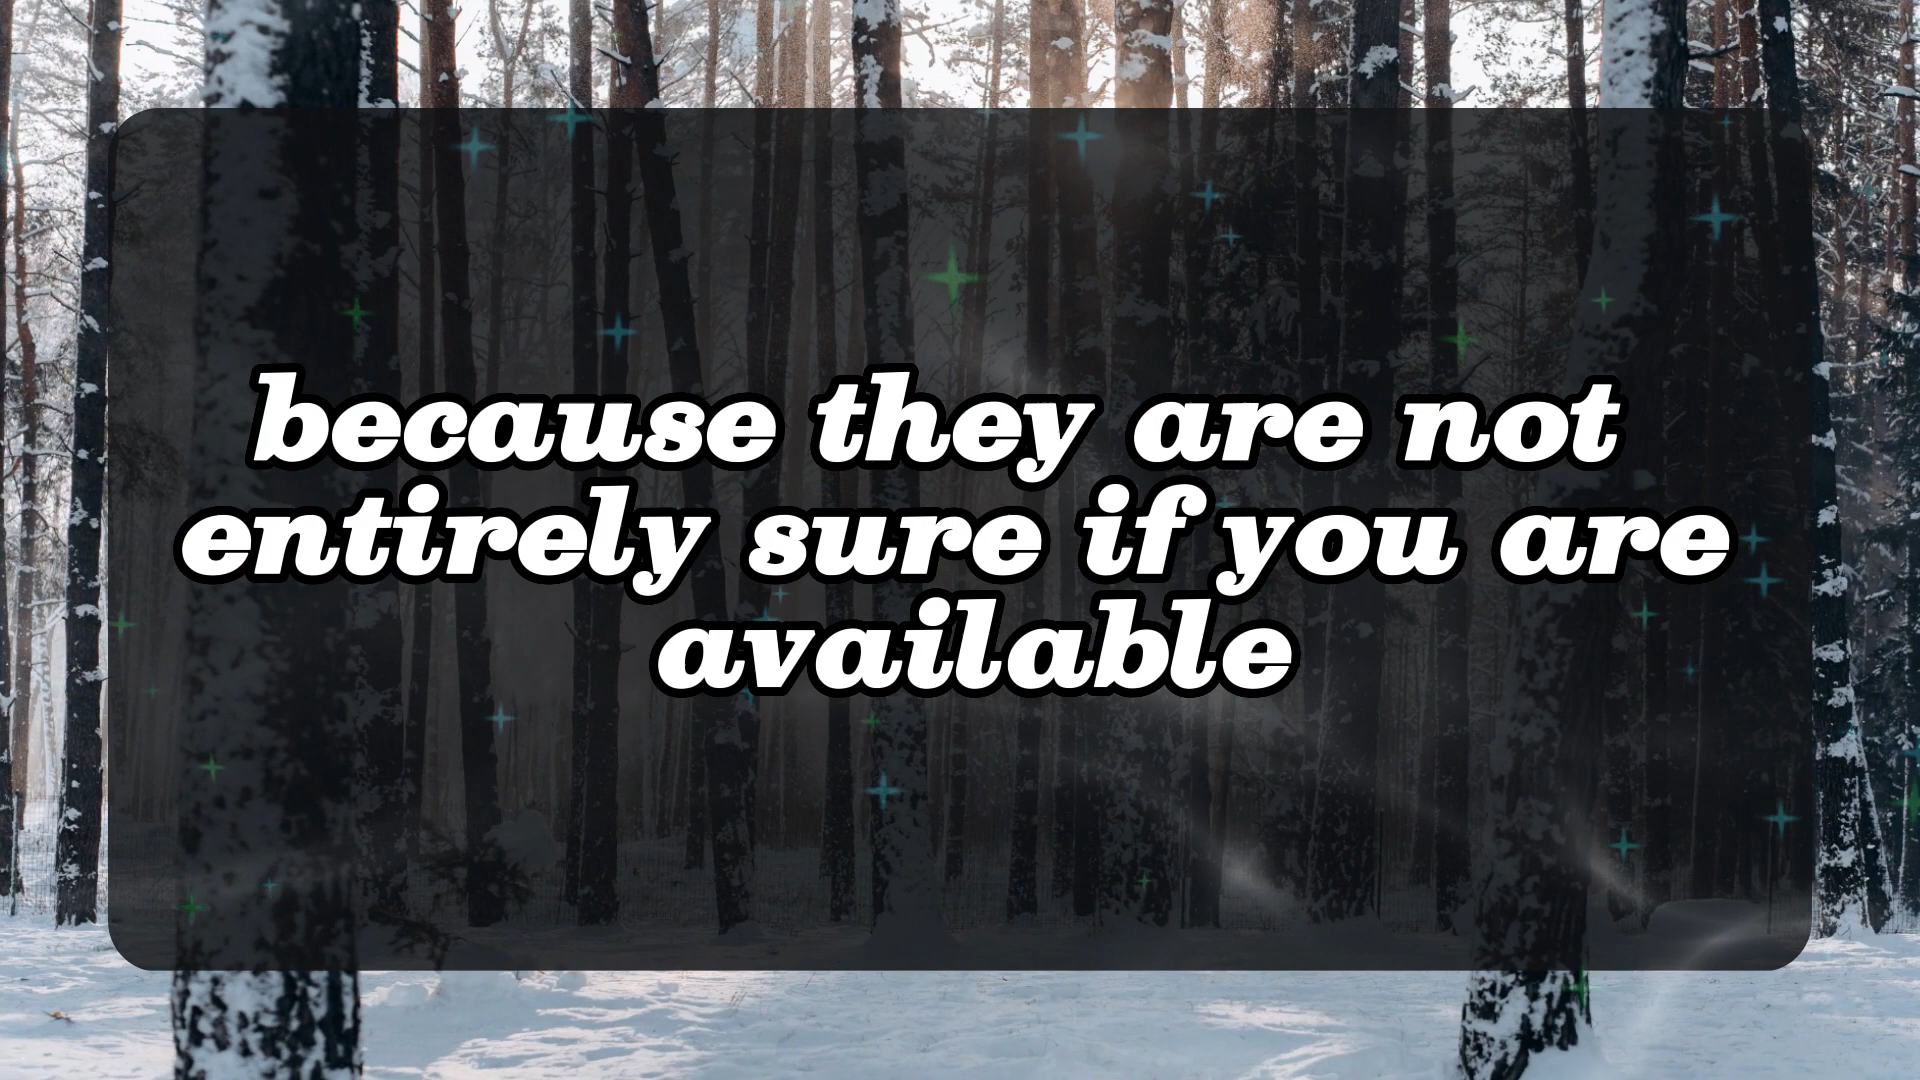 because they are not
entirely sure if you are
available